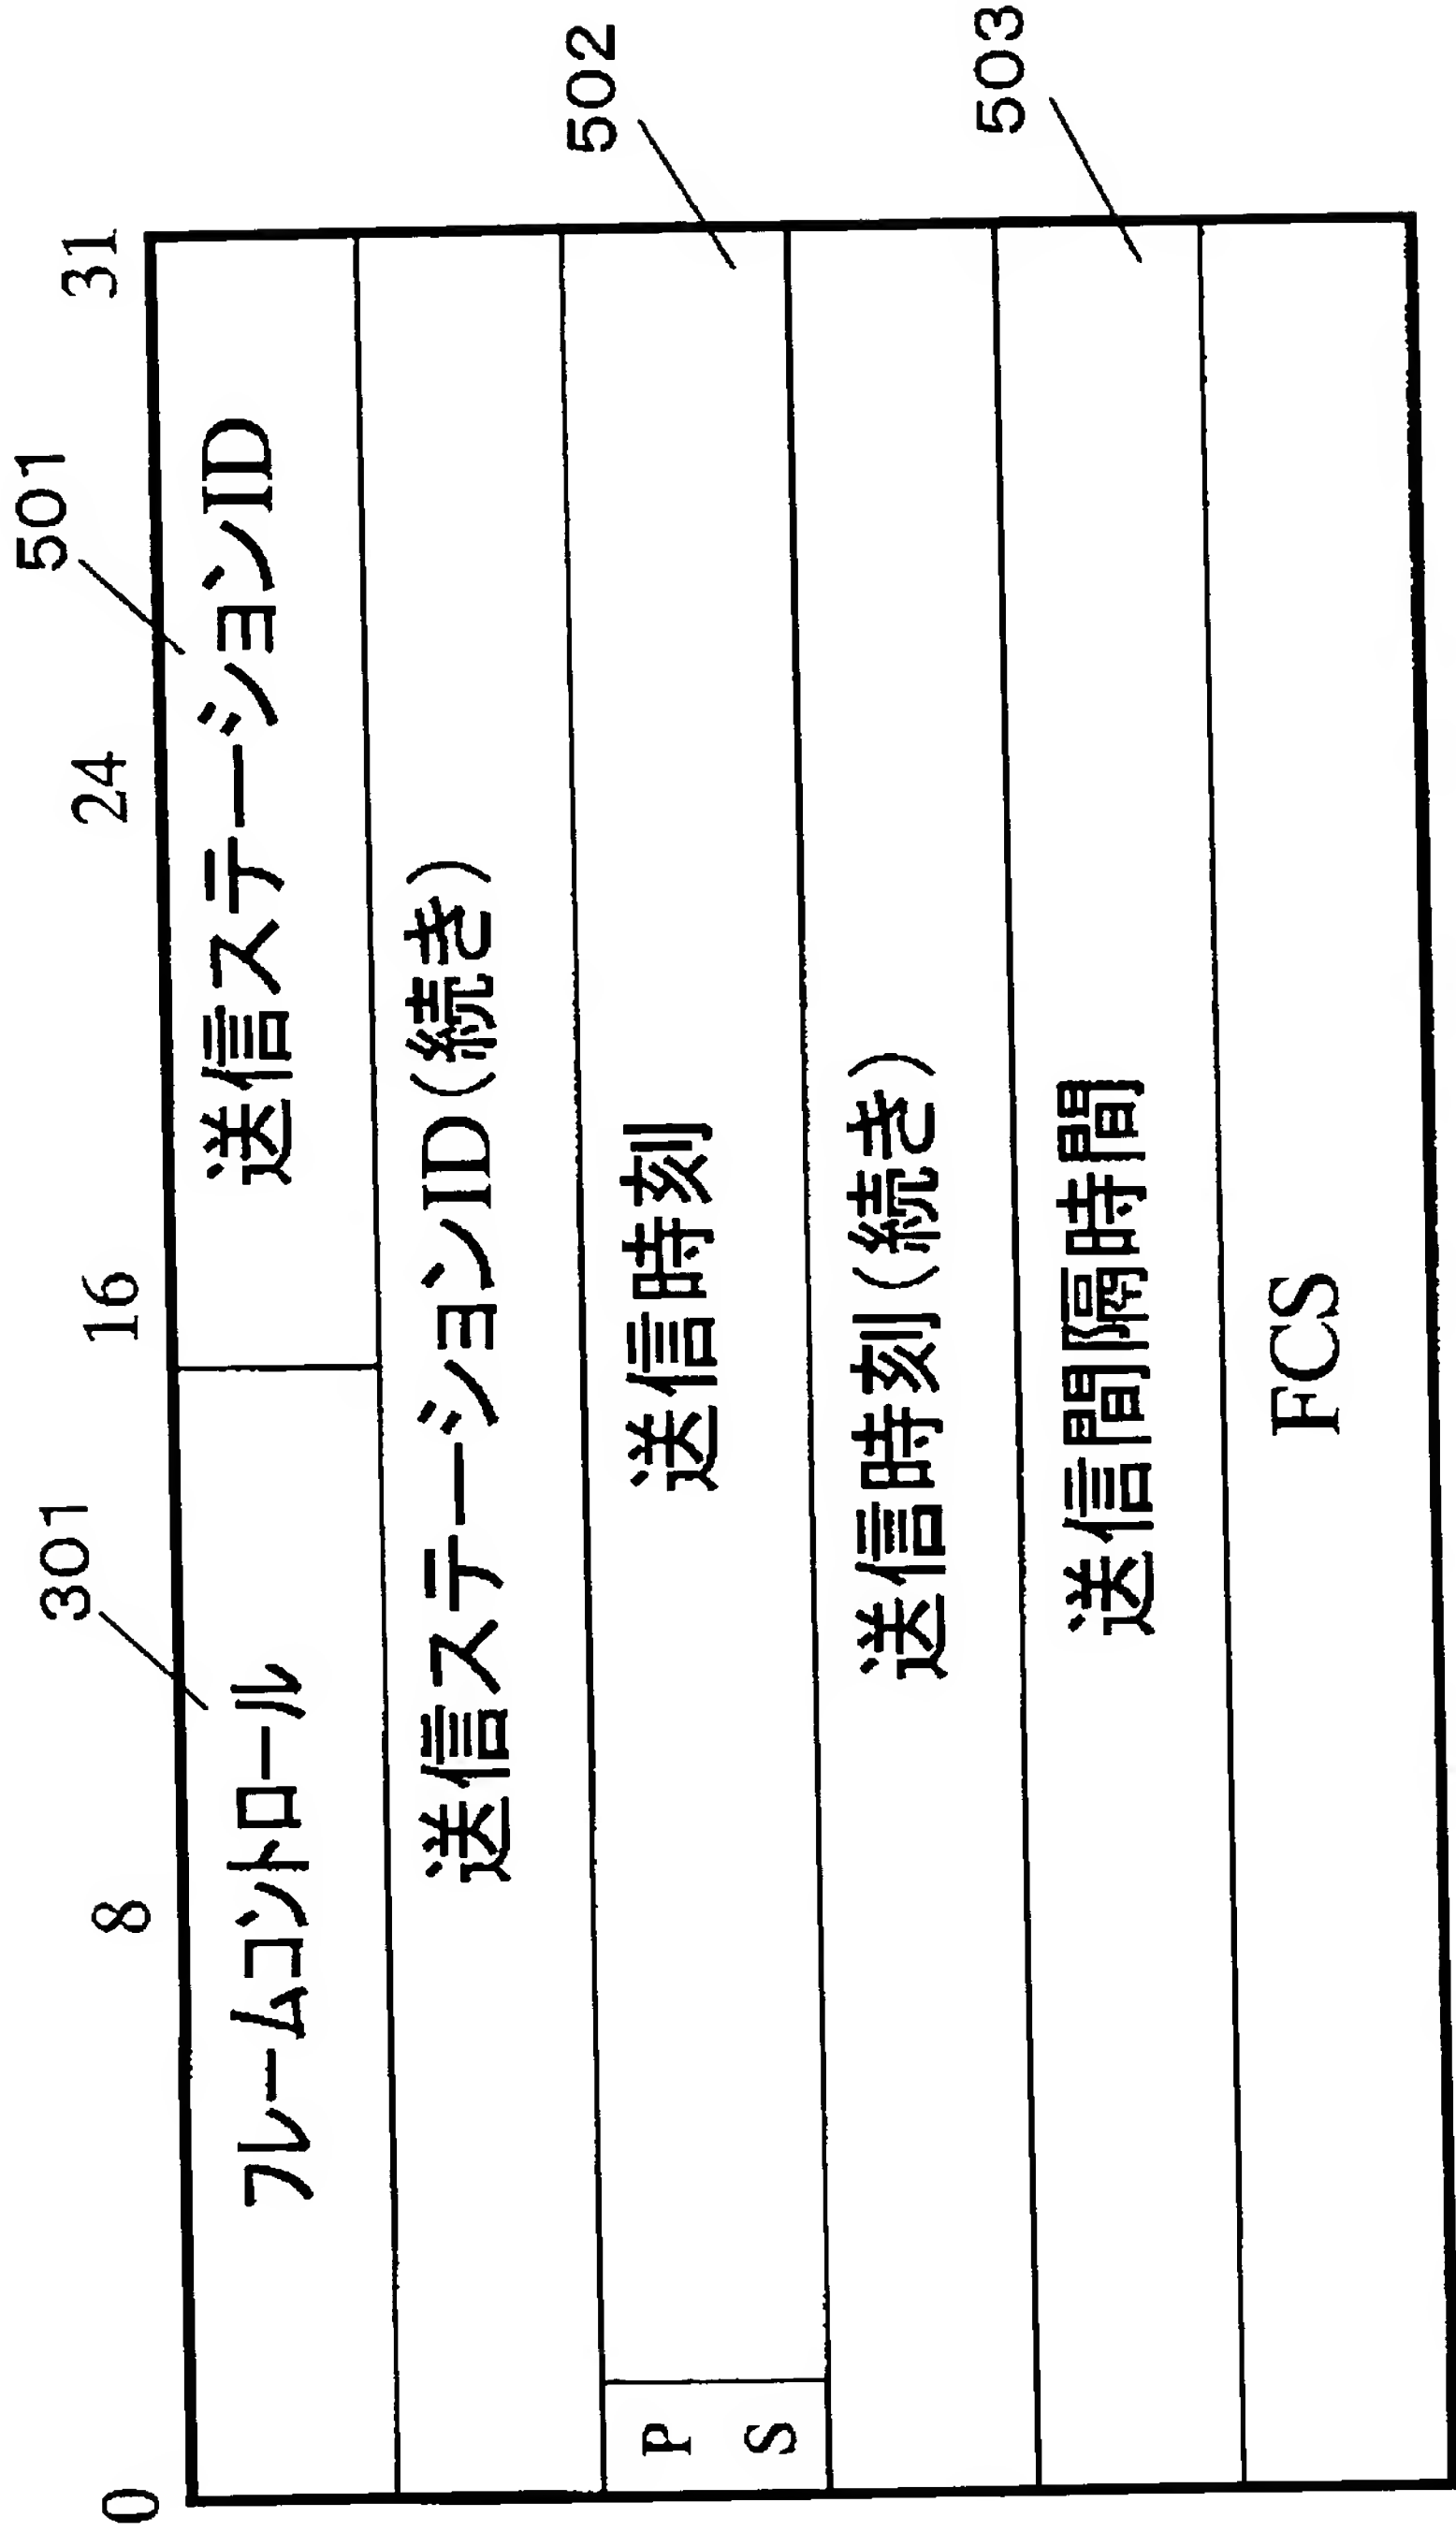 301
501
0 8 16 24 31
フレームコントロール 送信ステーションID
送信ステーションID(続き)
502
PS 送信時刻
送信時刻(続き)
503
送信間隔時間
FCS